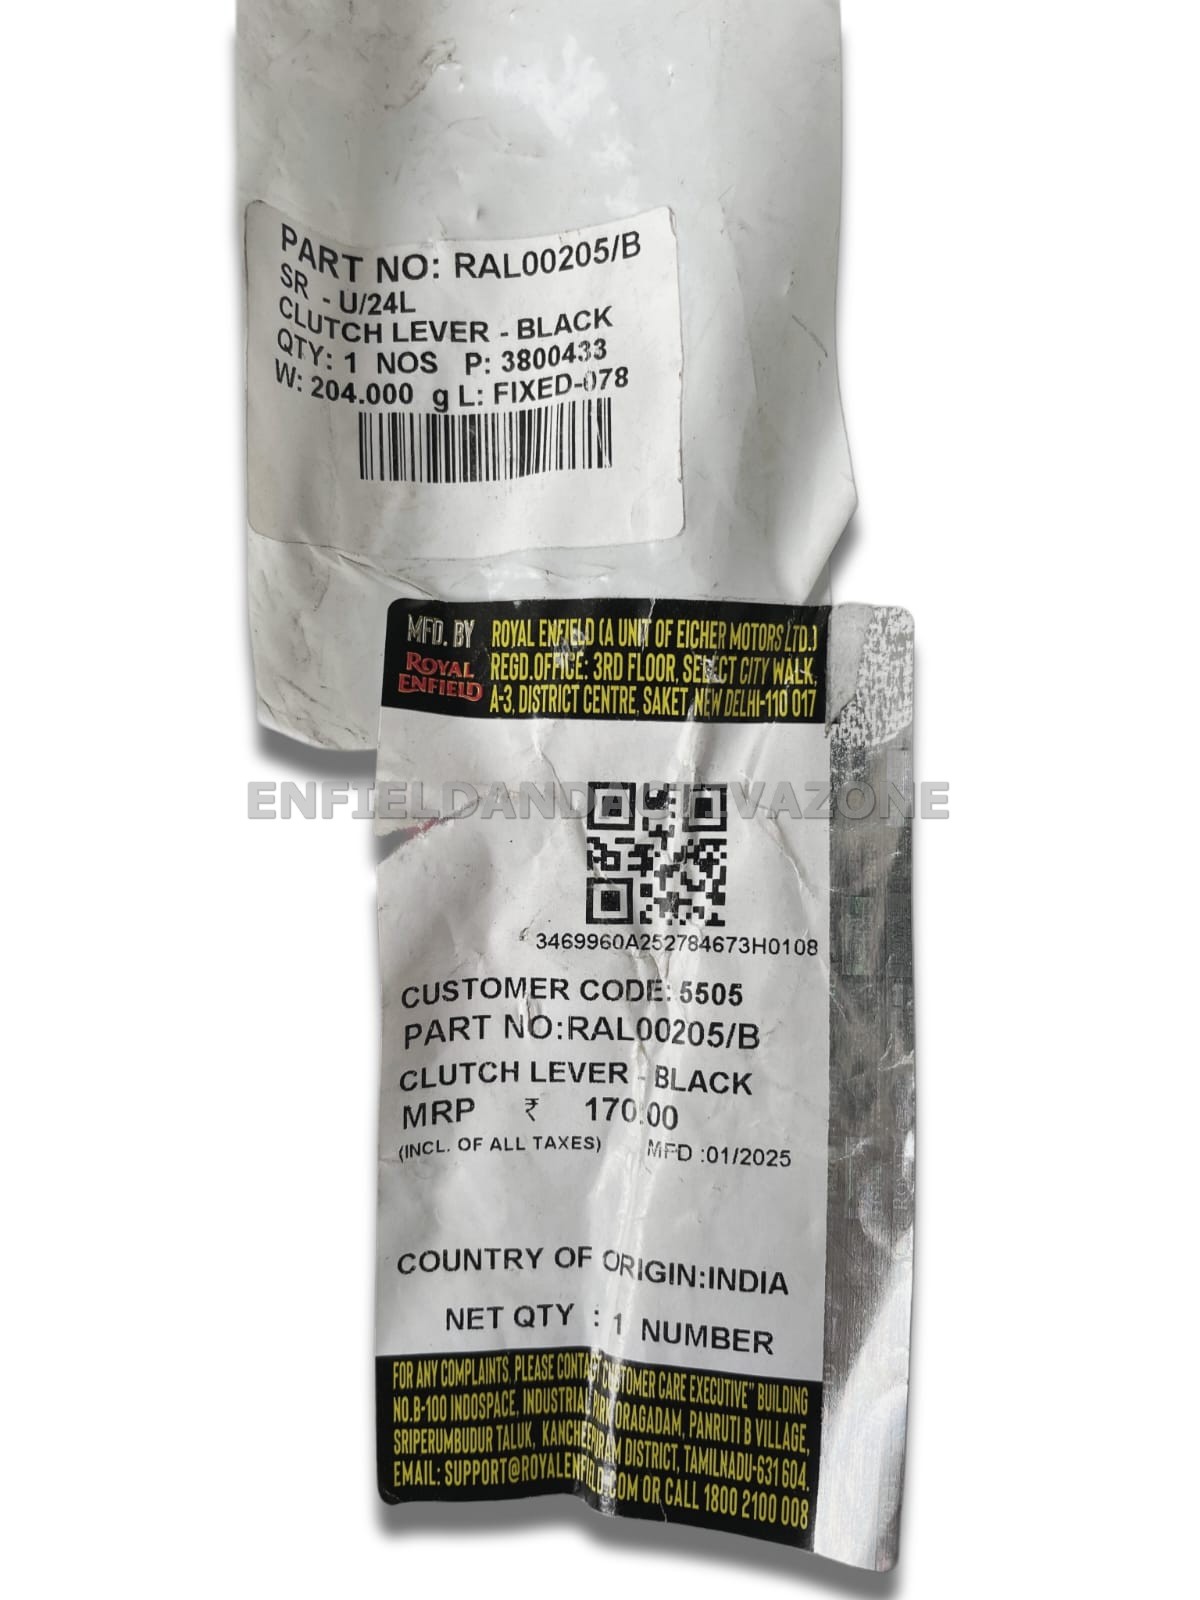 PART NO: RAL00205/B
SR - U/24L
CLUTCH LEVER - BLACK
QTY: 1 NOS P: 3800433
W: 204.000 g L: FIXED-078
MFD. BY
ROYAL
ENFIELD
ROYAL ENFIELD (A UNIT OF EICHER MOTORS LTD.)
REGD.OFFICE: 3RD FLOOR, SELECT CITY WALK,
A-3, DISTRICT CENTRE, SAKET, NEW DELHI-110 017
ENFIELDANDACTIVAZONE
3469960A252784673H0108
CUSTOMER CODE: 5505
PART NO:RAL00205/B
CLUTCH LEVER - BLACK
MRP ₹ 170.00
(INCL. OF ALL TAXES) MFD :01/2025
COUNTRY OF ORIGIN:INDIA
NET QTY : 1 NUMBER
FOR ANY COMPLAINTS, PLEASE CONTACT "CUSTOMER CARE EXECUTIVE" BUILDING
NO.B-100 INDOSPACE, INDUSTRIAL ORAGADAM, PANRUTI B VILLAGE,
SRIPERUMBUDUR TALUK, KANCHEEPURAM DISTRICT, TAMILNADU-631 604.
EMAIL: SUPPORT@ROYALENFIELD.COM OR CALL 1800 2100 008